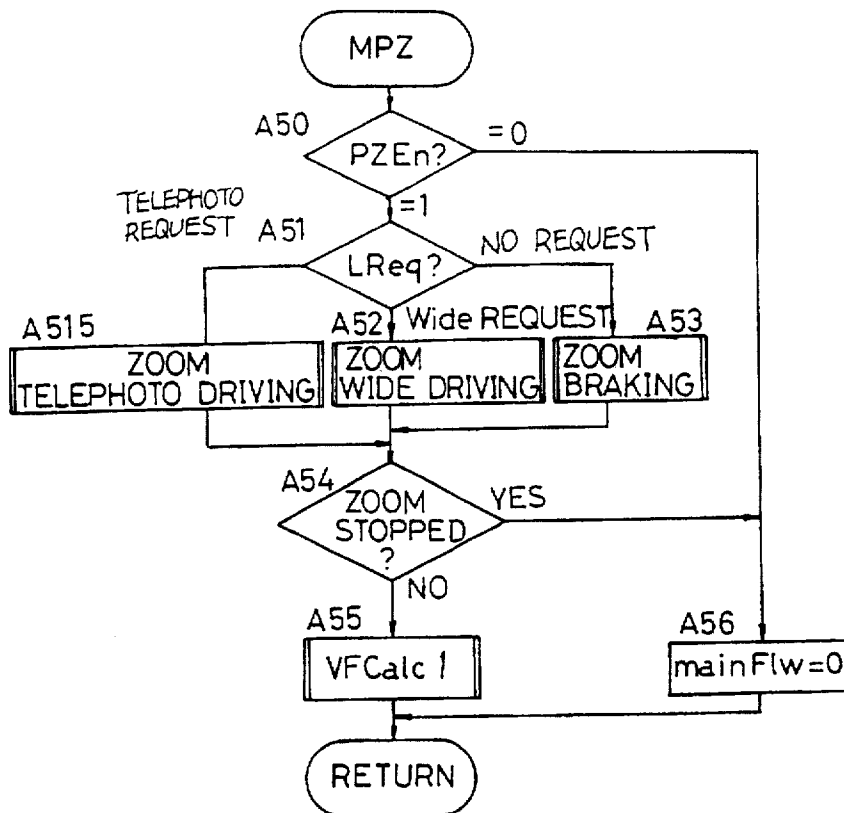 MPZ
A50
PZEn?
=0
=1
TELEPHOTO
REQUEST
A51
LReq?
NO REQUEST
A515
ZOOM
TELEPHOTO DRIVING
A52
Wide REQUEST
ZOOM
WIDE DRIVING
A53
ZOOM
BRAKING
A54
ZOOM
STOPPED
?
YES
NO
A55
VFCalc 1
A56
mainFlw=0
RETURN